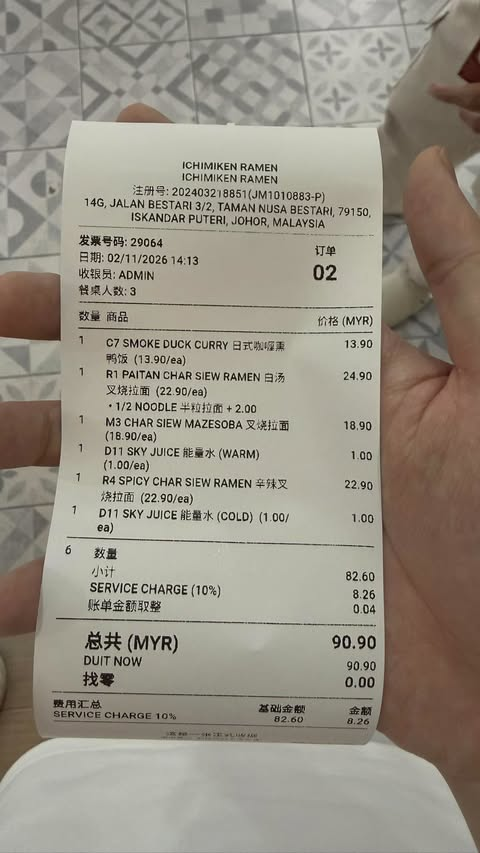 ICHIMIKEN RAMEN
ICHIMIKEN RAMEN
注册号: 202403218851(JM1010883-P)
14G, JALAN BESTARI 3/2, TAMAN NUSA BESTARI, 79150,
ISKANDAR PUTERI, JOHOR, MALAYSIA
发票号码: 29064
日期: 02/11/2026 14:13
收银员: ADMIN
餐桌人数: 3
订单
02
数量 商品 价格 (MYR)
1 C7 SMOKE DUCK CURRY 日式咖喱熏 13.90
鸭饭 (13.90/ea)
1 R1 PAITAN CHAR SIEW RAMEN 白汤 24.90
叉烧拉面 (22.90/ea)
• 1/2 NOODLE 半粒拉面 + 2.00
1 M3 CHAR SIEW MAZESOBA 叉烧拉面 18.90
(18.90/ea)
1 D11 SKY JUICE 能量水 (WARM) 1.00
(1.00/ea)
1 R4 SPICY CHAR SIEW RAMEN 辛辣叉 22.90
烧拉面 (22.90/ea)
1 D11 SKY JUICE 能量水 (COLD) (1.00/ 1.00
ea)
6 数量
小计 82.60
SERVICE CHARGE (10%) 8.26
账单金额取整 0.04
总共 (MYR) 90.90
DUIT NOW 90.90
找零 0.00
费用汇总 基础金额 金额
SERVICE CHARGE 10% 82.60 8.26